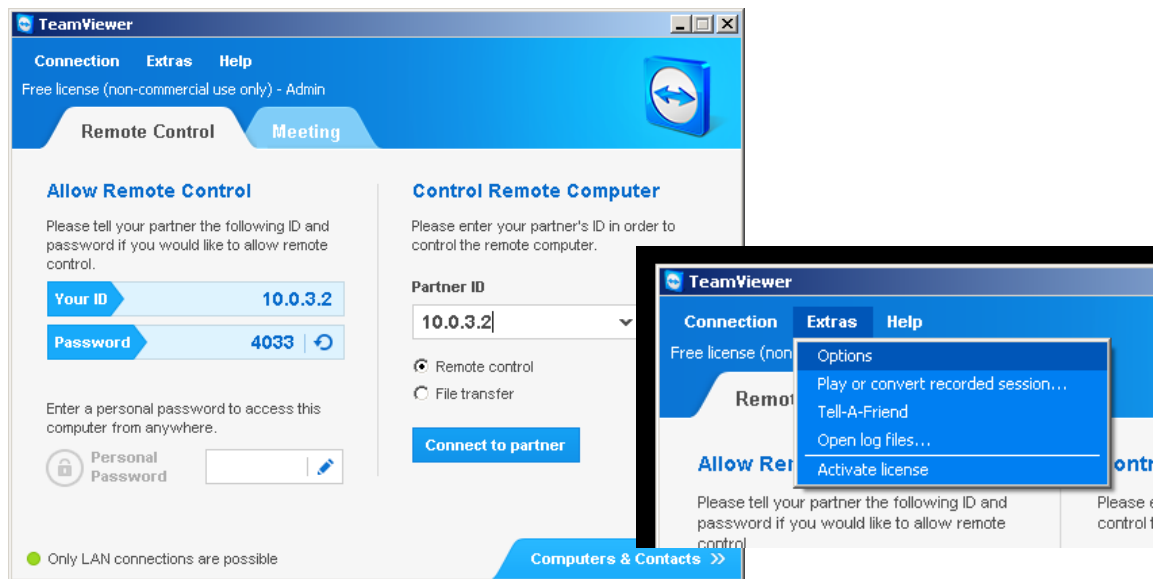 TeamViewer
Connection Extras Help
Free license (non-commercial use only) - Admin
Remote Control Meeting
Allow Remote Control
Please tell your partner the following ID and
password if you would like to allow remote
control.
Your ID 10.0.3.2
Password 4033
Enter a personal password to access this
computer from anywhere.
Personal
Password
Control Remote Computer
Please enter your partner's ID in order to
control the remote computer.
Partner ID
10.0.3.2
Remote control
File transfer
Connect to partner
Only LAN connections are possible
Computers & Contacts
TeamViewer
Connection Extras Help
Free license (non
Options
Play or convert recorded session...
Tell-A-Friend
Open log files...
Activate license
Remot
Allow Rer
Please tell your partner the following ID and
password if you would like to allow remote
control
ontr
Please e
control t